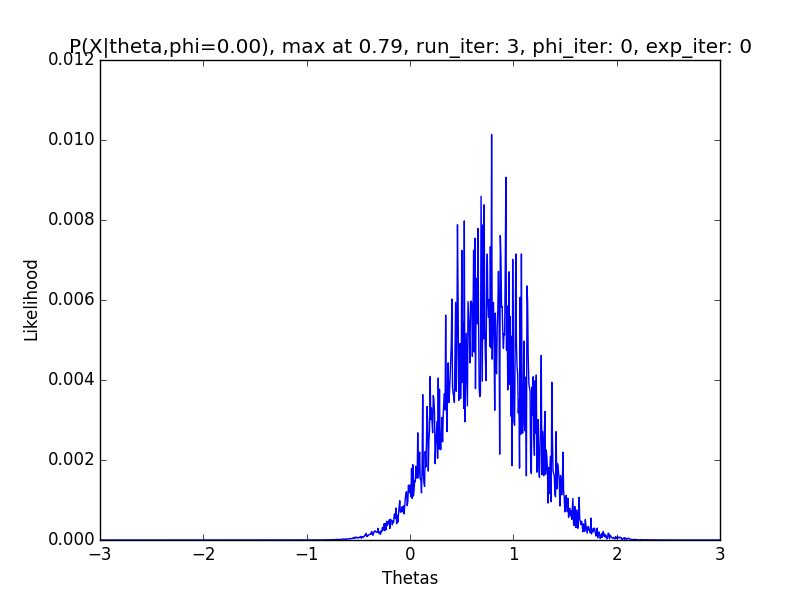 P(X|theta,phi=0.00), max at 0.79, run_iter: 3, phi_iter: 0, exp_iter: 0
0.012
0.010
0.008
0.006
0.004
0.002
0.000
Likelihood
−3 −2 −1 0 1 2 3
Thetas